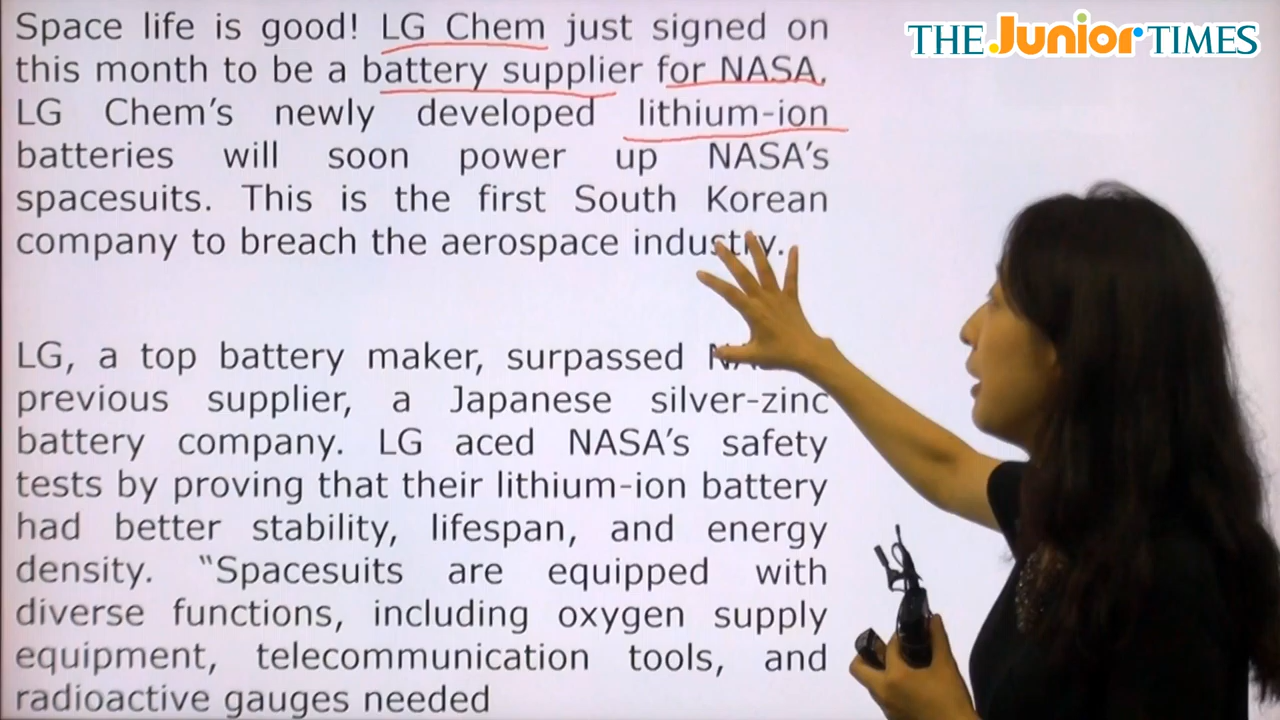 THE Junior TIMES
Space life is good! LG Chem just signed on
this month to be a battery supplier for NASA.
LG Chem's newly developed lithium-ion
batteries will soon power up NASA's
spacesuits. This is the first South Korean
company to breach the aerospace industry.
LG, a top battery maker, surpassed
previous supplier, a Japanese silver-zinc
battery company. LG aced NASA's safety
tests by proving that their lithium-ion battery
had better stability, lifespan, and energy
density. "Spacesuits are equipped with
diverse functions, including oxygen supply
equipment, telecommunication tools, and
radioactive gauges needed